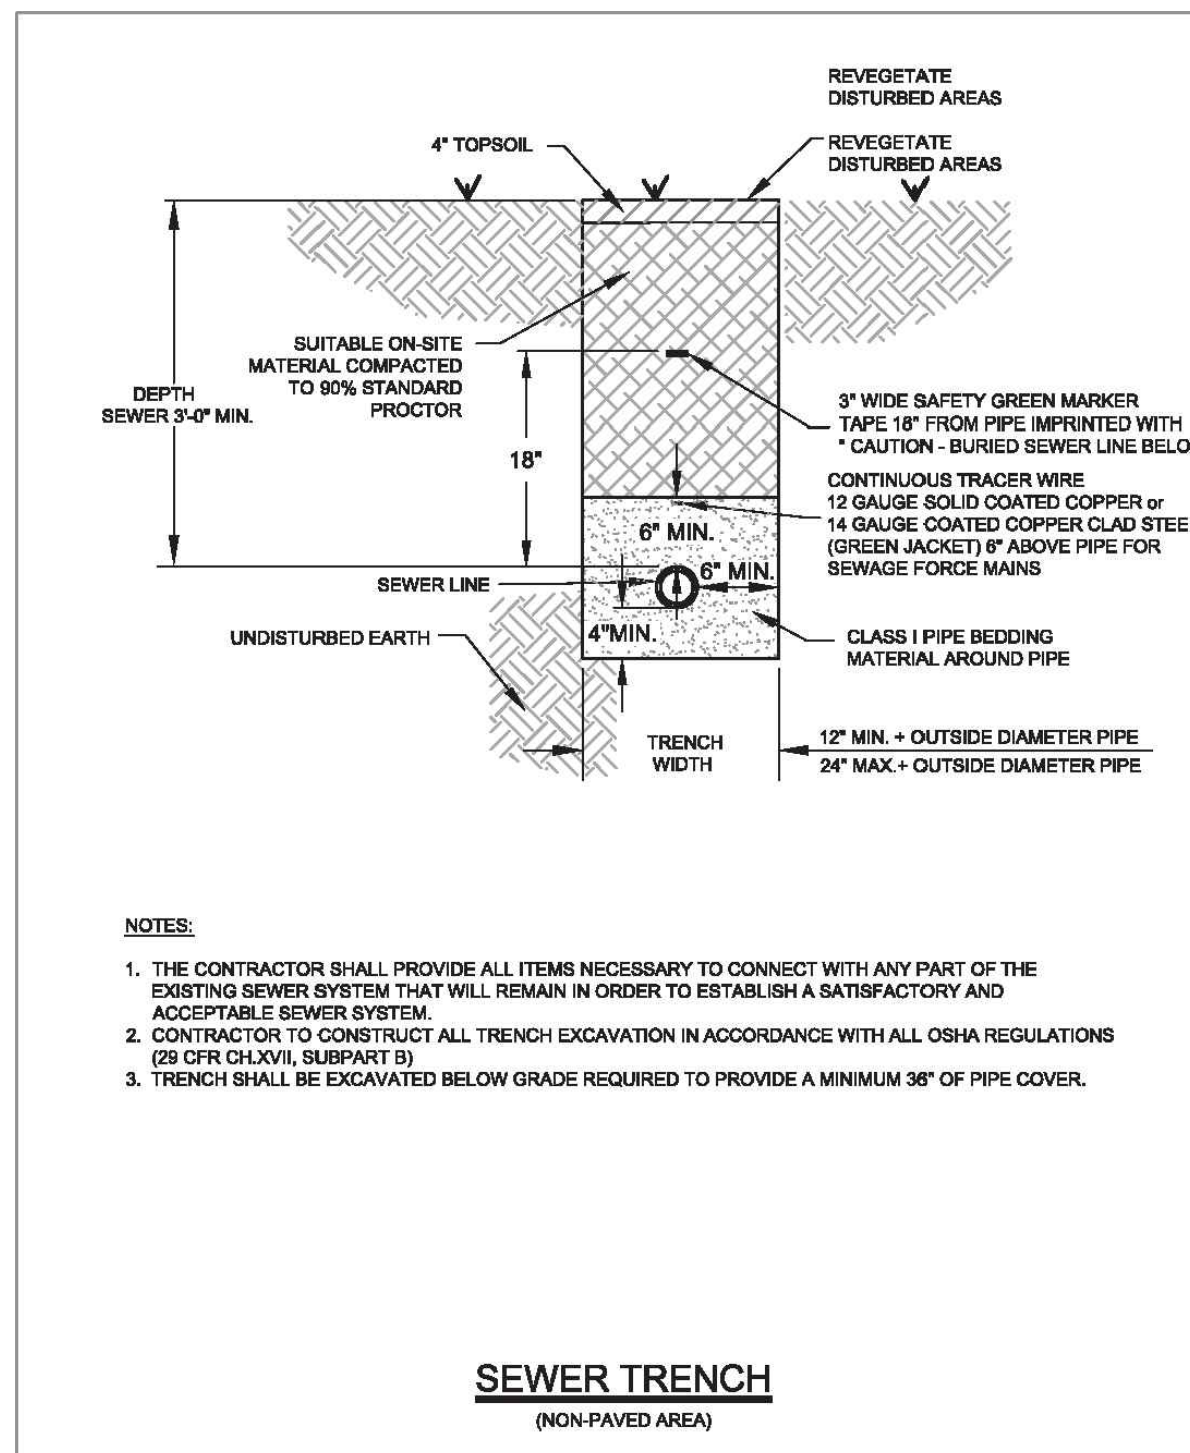 REVEGETATE
DISTURBED AREAS
4" TOPSOIL
REVEGETATE
DISTURBED AREAS
SUITABLE ON-SITE
MATERIAL COMPACTED
TO 90% STANDARD
PROCTOR
DEPTH
SEWER 3'-0" MIN.
18"
3" WIDE SAFETY GREEN MARKER
TAPE 18" FROM PIPE IMPRINTED WITH
" CAUTION - BURIED SEWER LINE BELO
CONTINUOUS TRACER WIRE
12 GAUGE SOLID COATED COPPER or
14 GAUGE COATED COPPER CLAD STEE
(GREEN JACKET) 6" ABOVE PIPE FOR
SEWAGE FORCE MAINS
6" MIN.
6" MIN.
SEWER LINE
4"MIN.
UNDISTURBED EARTH
CLASS I PIPE BEDDING
MATERIAL AROUND PIPE
TRENCH
WIDTH
12" MIN. + OUTSIDE DIAMETER PIPE
24" MAX.+ OUTSIDE DIAMETER PIPE
NOTES:
1. THE CONTRACTOR SHALL PROVIDE ALL ITEMS NECESSARY TO CONNECT WITH ANY PART OF THE
EXISTING SEWER SYSTEM THAT WILL REMAIN IN ORDER TO ESTABLISH A SATISFACTORY AND
ACCEPTABLE SEWER SYSTEM.
2. CONTRACTOR TO CONSTRUCT ALL TRENCH EXCAVATION IN ACCORDANCE WITH ALL OSHA REGULATIONS
(29 CFR CH.XVII, SUBPART B)
3. TRENCH SHALL BE EXCAVATED BELOW GRADE REQUIRED TO PROVIDE A MINIMUM 36" OF PIPE COVER.
SEWER TRENCH
(NON-PAVED AREA)